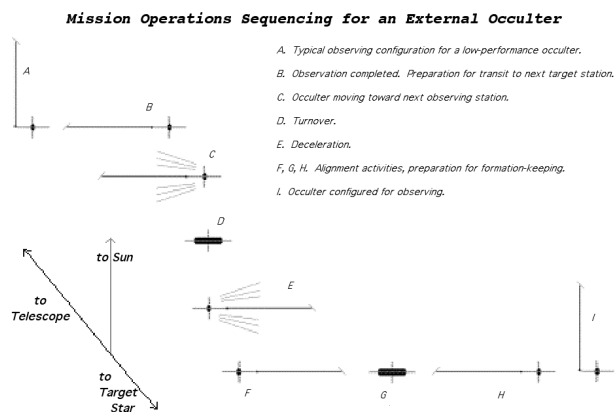 Mission Operations Sequencing for an External Occulter
A. Typical observing configuration for a low-performance occulter.
B. Observation completed. Preparation for transit to next target station.
C. Occulter moving toward next observing station.
D. Turnover.
E. Deceleration.
F, G, H. Alignment activities, preparation for formation-keeping.
I. Occulter configured for observing.
A
B
C
D
to Sun
to
Telescope
E
I
to
Target
Star
F
G
H